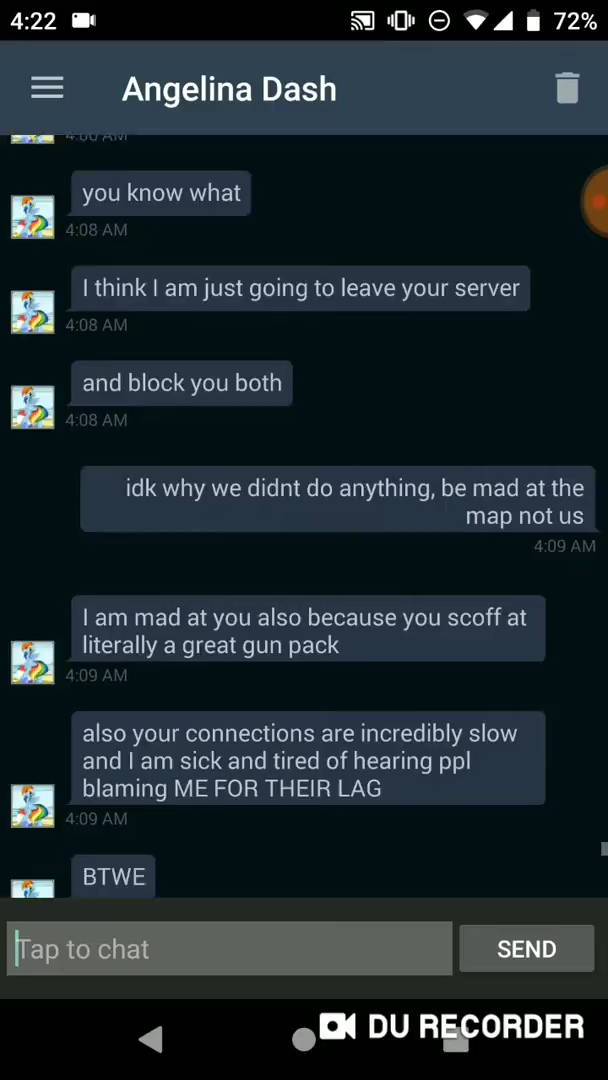 4:22
72%
Angelina Dash
4:00 AM
you know what
4:08 AM
I think I am just going to leave your server
4:08 AM
and block you both
4:08 AM
idk why we didnt do anything, be mad at the
map not us
4:09 AM
I am mad at you also because you scoff at
literally a great gun pack
4:09 AM
also your connections are incredibly slow
and I am sick and tired of hearing ppl
blaming ME FOR THEIR LAG
4:09 AM
BTWE
Tap to chat
SEND
DU RECORDER